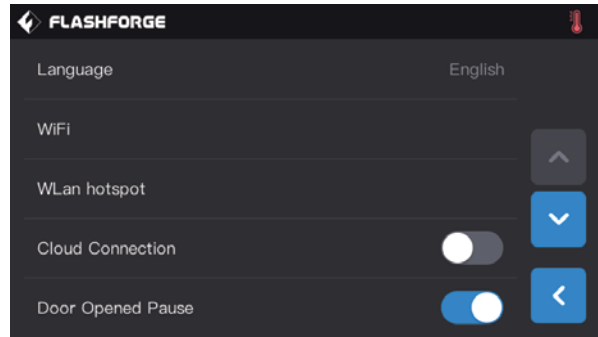 FLASHFORGE
Language English
WiFi
WLan hotspot
Cloud Connection
Door Opened Pause